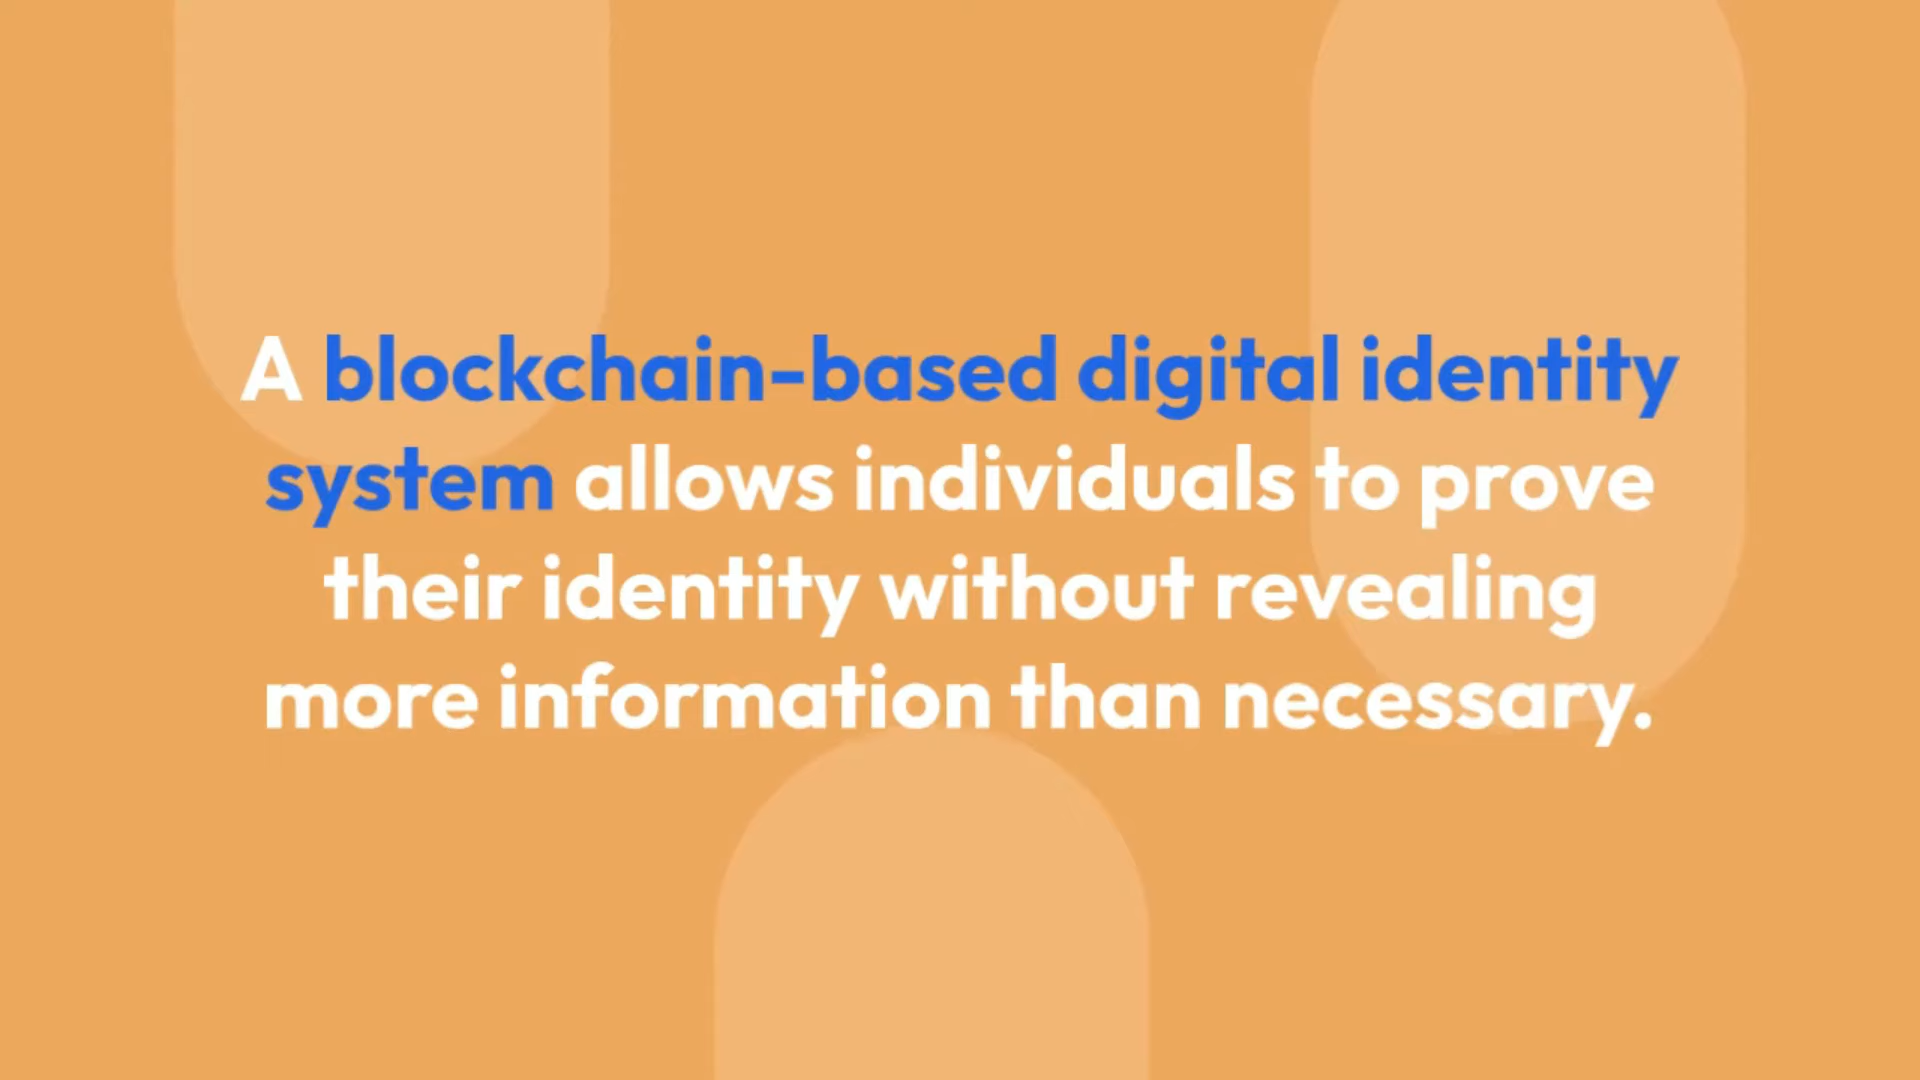 A blockchain-based digital identity
system allows individuals to prove
their identity without revealing
more information than necessary.